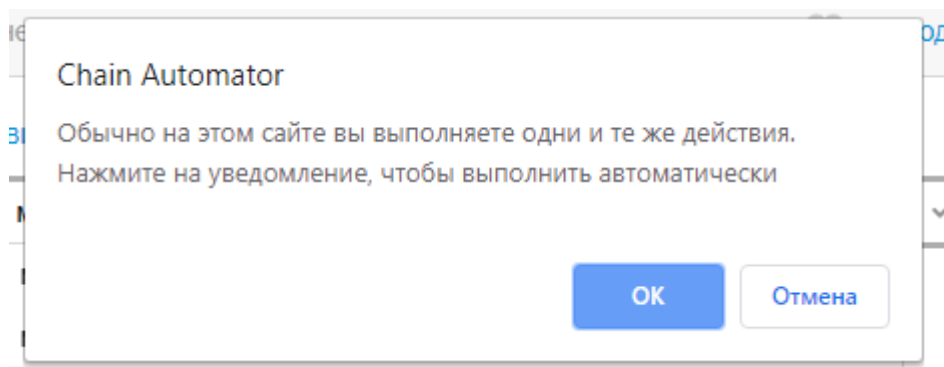 Chain Automator
Обычно на этом сайте вы выполняете одни и те же действия.
Нажмите на уведомление, чтобы выполнить автоматически
ОК
Отмена